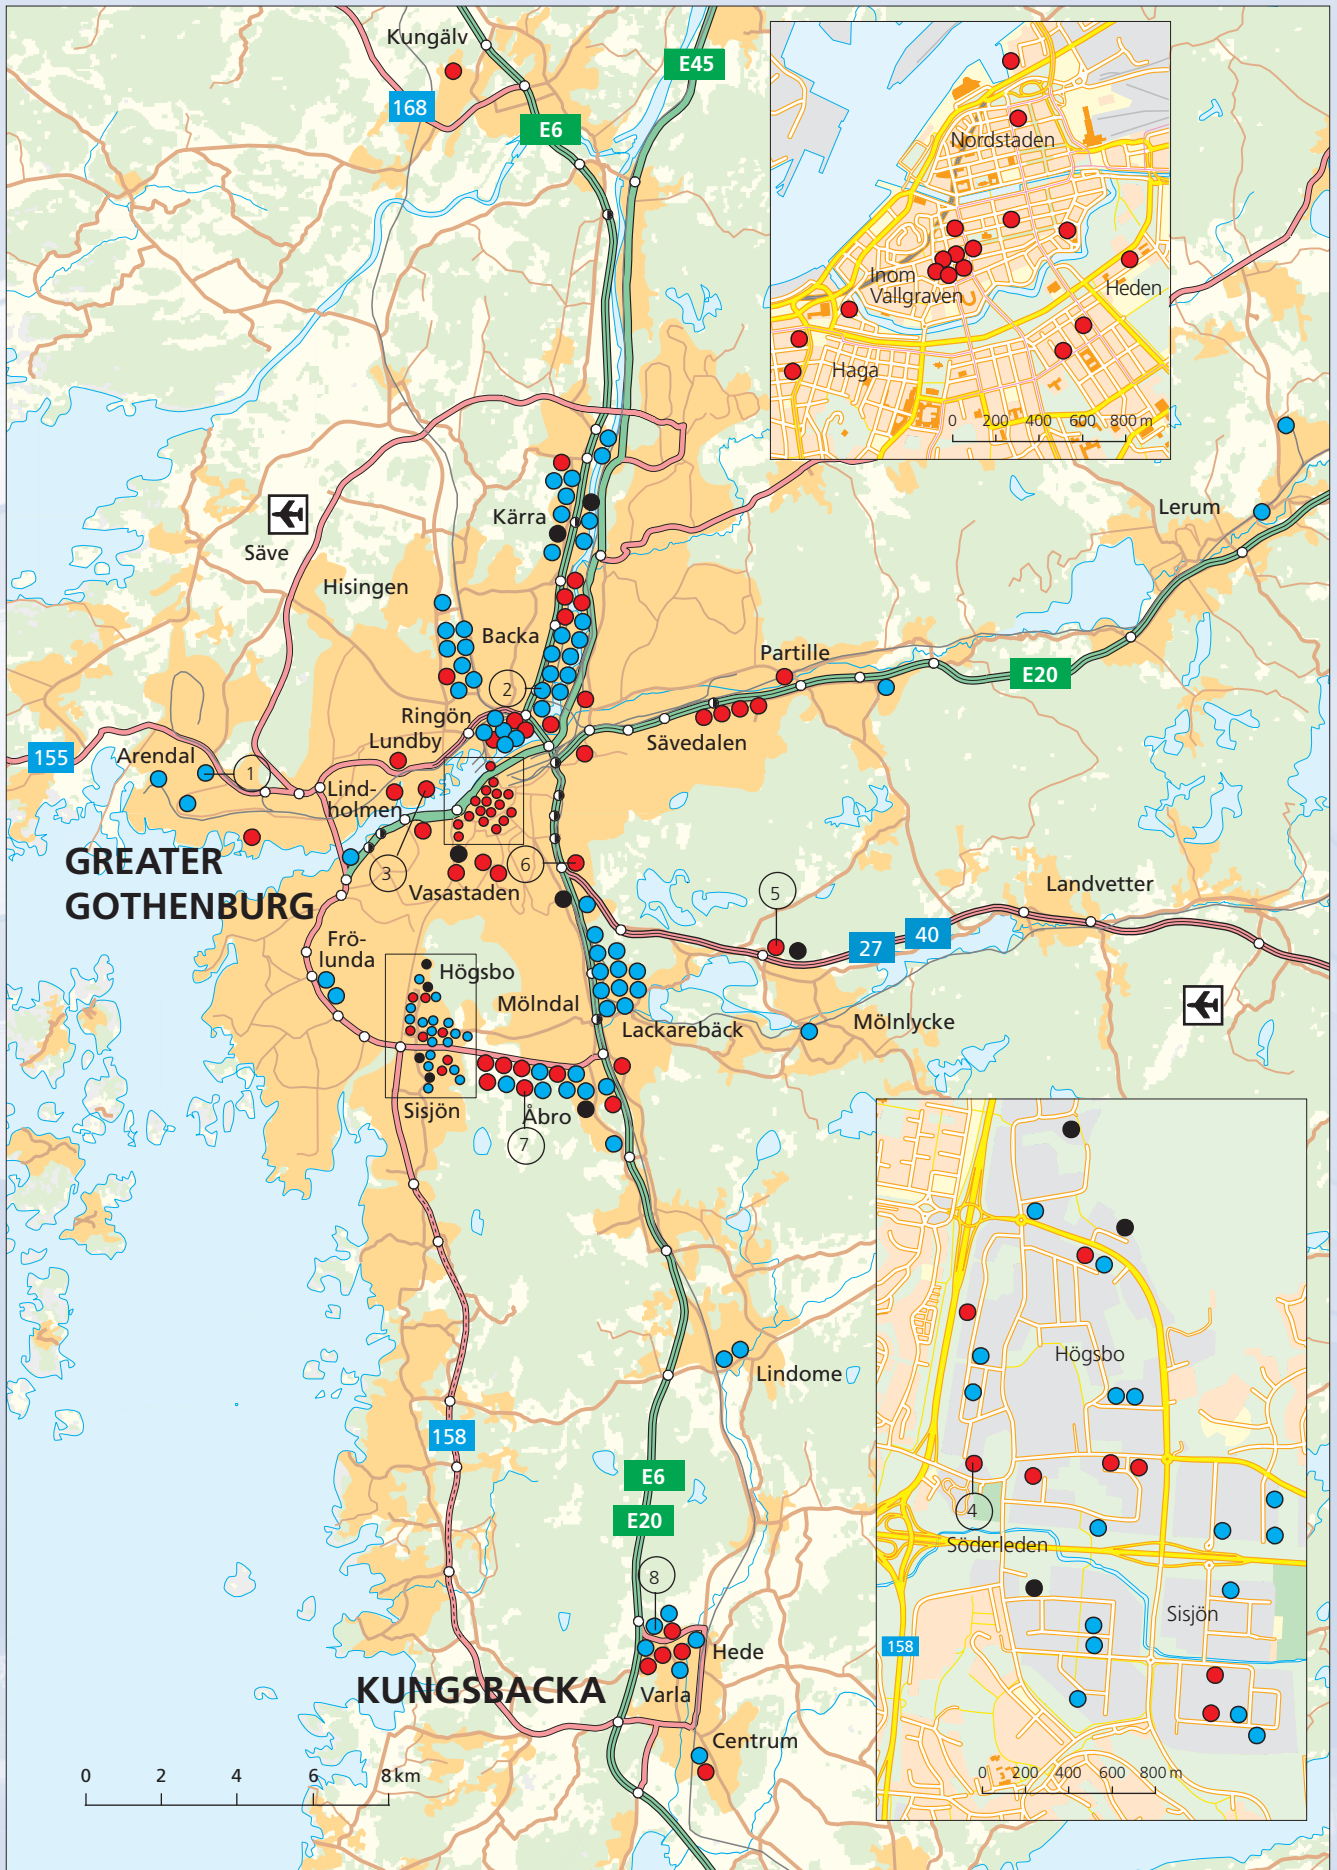 Kungälv
E45
168
E6
Nordstaden
Inom
Vallgraven
Heden
Haga
0 200 400 600 800 m
Lerum
Kärra
Säve
Hisingen
Backa
Partille
E20
2
Ringön
Lundby
Sävedalen
155
Arendal
1
Lind-
holmen
GREATER
GOTHENBURG
3
6
Vasastaden
5
Landvetter
40
27
Frö-
lunda
Högsbo
Mölndal
Lackarebäck
Mölnlycke
Sisjön
Åbro
7
Högsbo
Lindome
158
E6
4
E20
Söderleden
8
Sisjön
158
Hede
KUNGSBACKA
Varla
Centrum
0 2 4 6 8 km
0 200 400 600 800 m